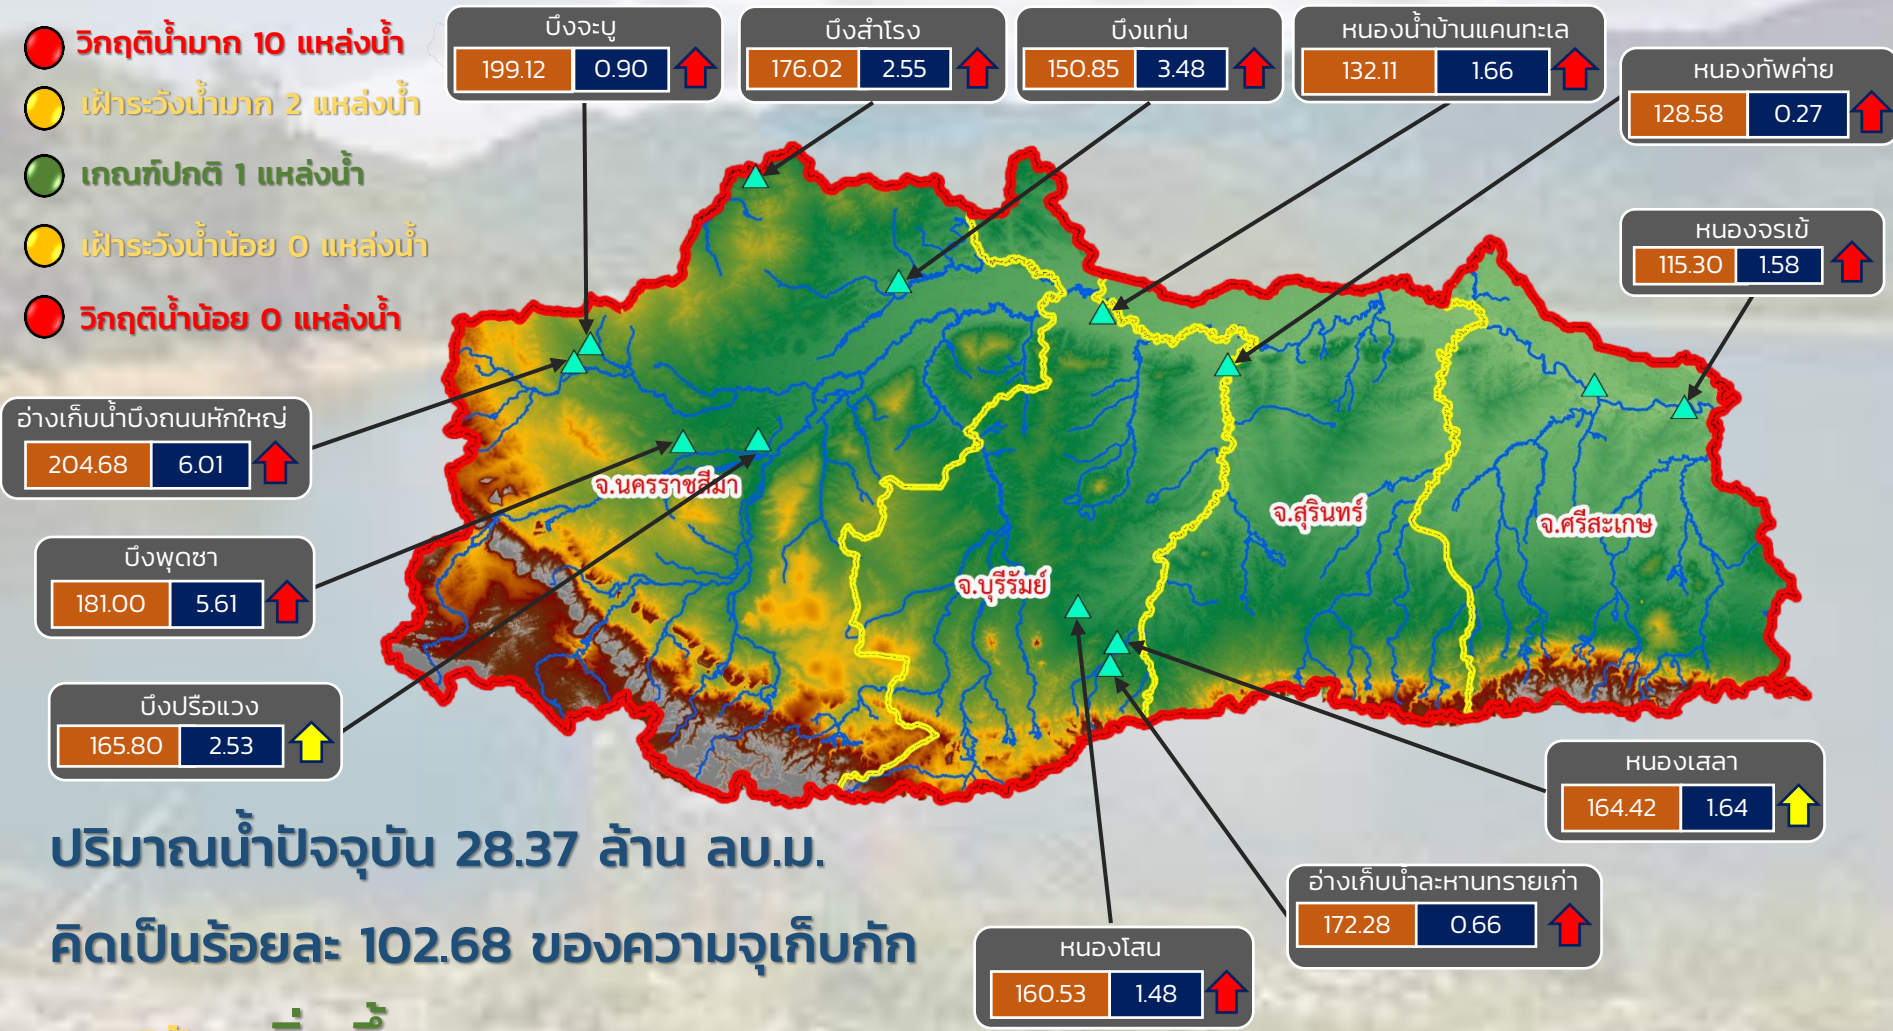 วิกฤติน้ำมาก 10 แหล่งน้ำ
เฝ้าระวังน้ำมาก 2 แหล่งน้ำ
เกณฑ์ปกติ 1 แหล่งน้ำ
เฝ้าระวังน้ำน้อย 0 แหล่งน้ำ
วิกฤติน้ำน้อย 0 แหล่งน้ำ
บึงจะบู
199.12 0.90
บึงสำโรง
176.02 2.55
บึงแท่น
150.85 3.48
หนองน้ำบ้านแคนทะเล
132.11 1.66
หนองทัพค่าย
128.58 0.27
หนองจรเข้
115.30 1.58
อ่างเก็บน้ำบึงถนนหักใหญ่
204.68 6.01
บึงพุดซา
181.00 5.61
บึงปรือแวง
165.80 2.53
จ.นครราชสีมา
จ.บุรีรัมย์
จ.สุรินทร์
จ.ศรีสะเกษ
หนองเสลา
164.42 1.64
อ่างเก็บน้ำละหานทรายเก่า
172.28 0.66
หนองโสน
160.53 1.48
ปริมาณน้ำปัจจุบัน 28.37 ล้าน ลบ.ม.
คิดเป็นร้อยละ 102.68 ของความจุเก็บกัก